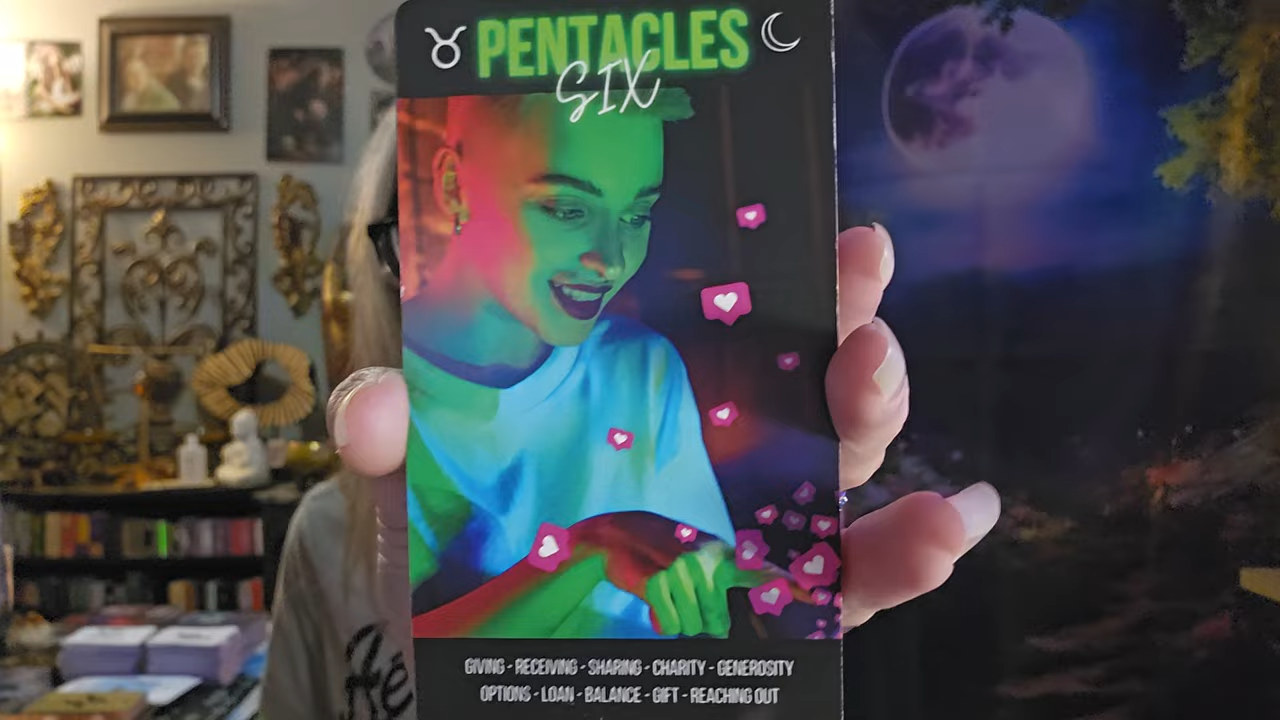 PENTACLES
SIX
GIVING - RECEIVING - SHARING - CHARITY - GENEROSITY
OPTIONS - LOAN - BALANCE - GIFT - REACHING OUT